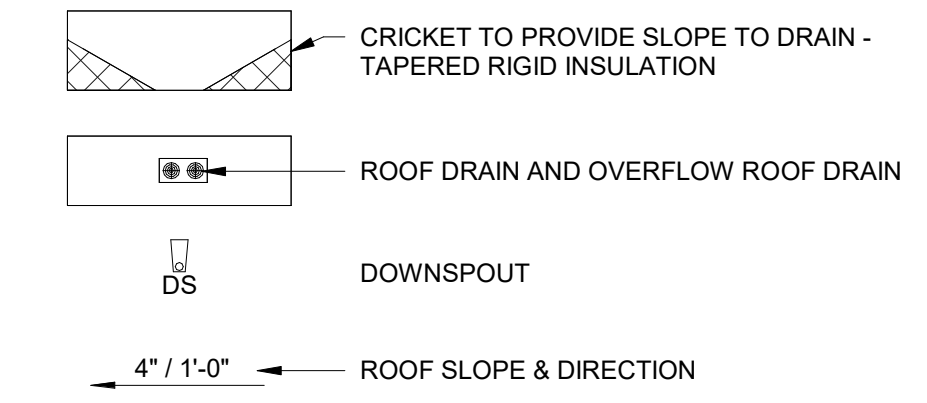 CRICKET TO PROVIDE SLOPE TO DRAIN -
TAPERED RIGID INSULATION
ROOF DRAIN AND OVERFLOW ROOF DRAIN
DS
DOWNSPOUT
4" / 1'-0"
ROOF SLOPE & DIRECTION